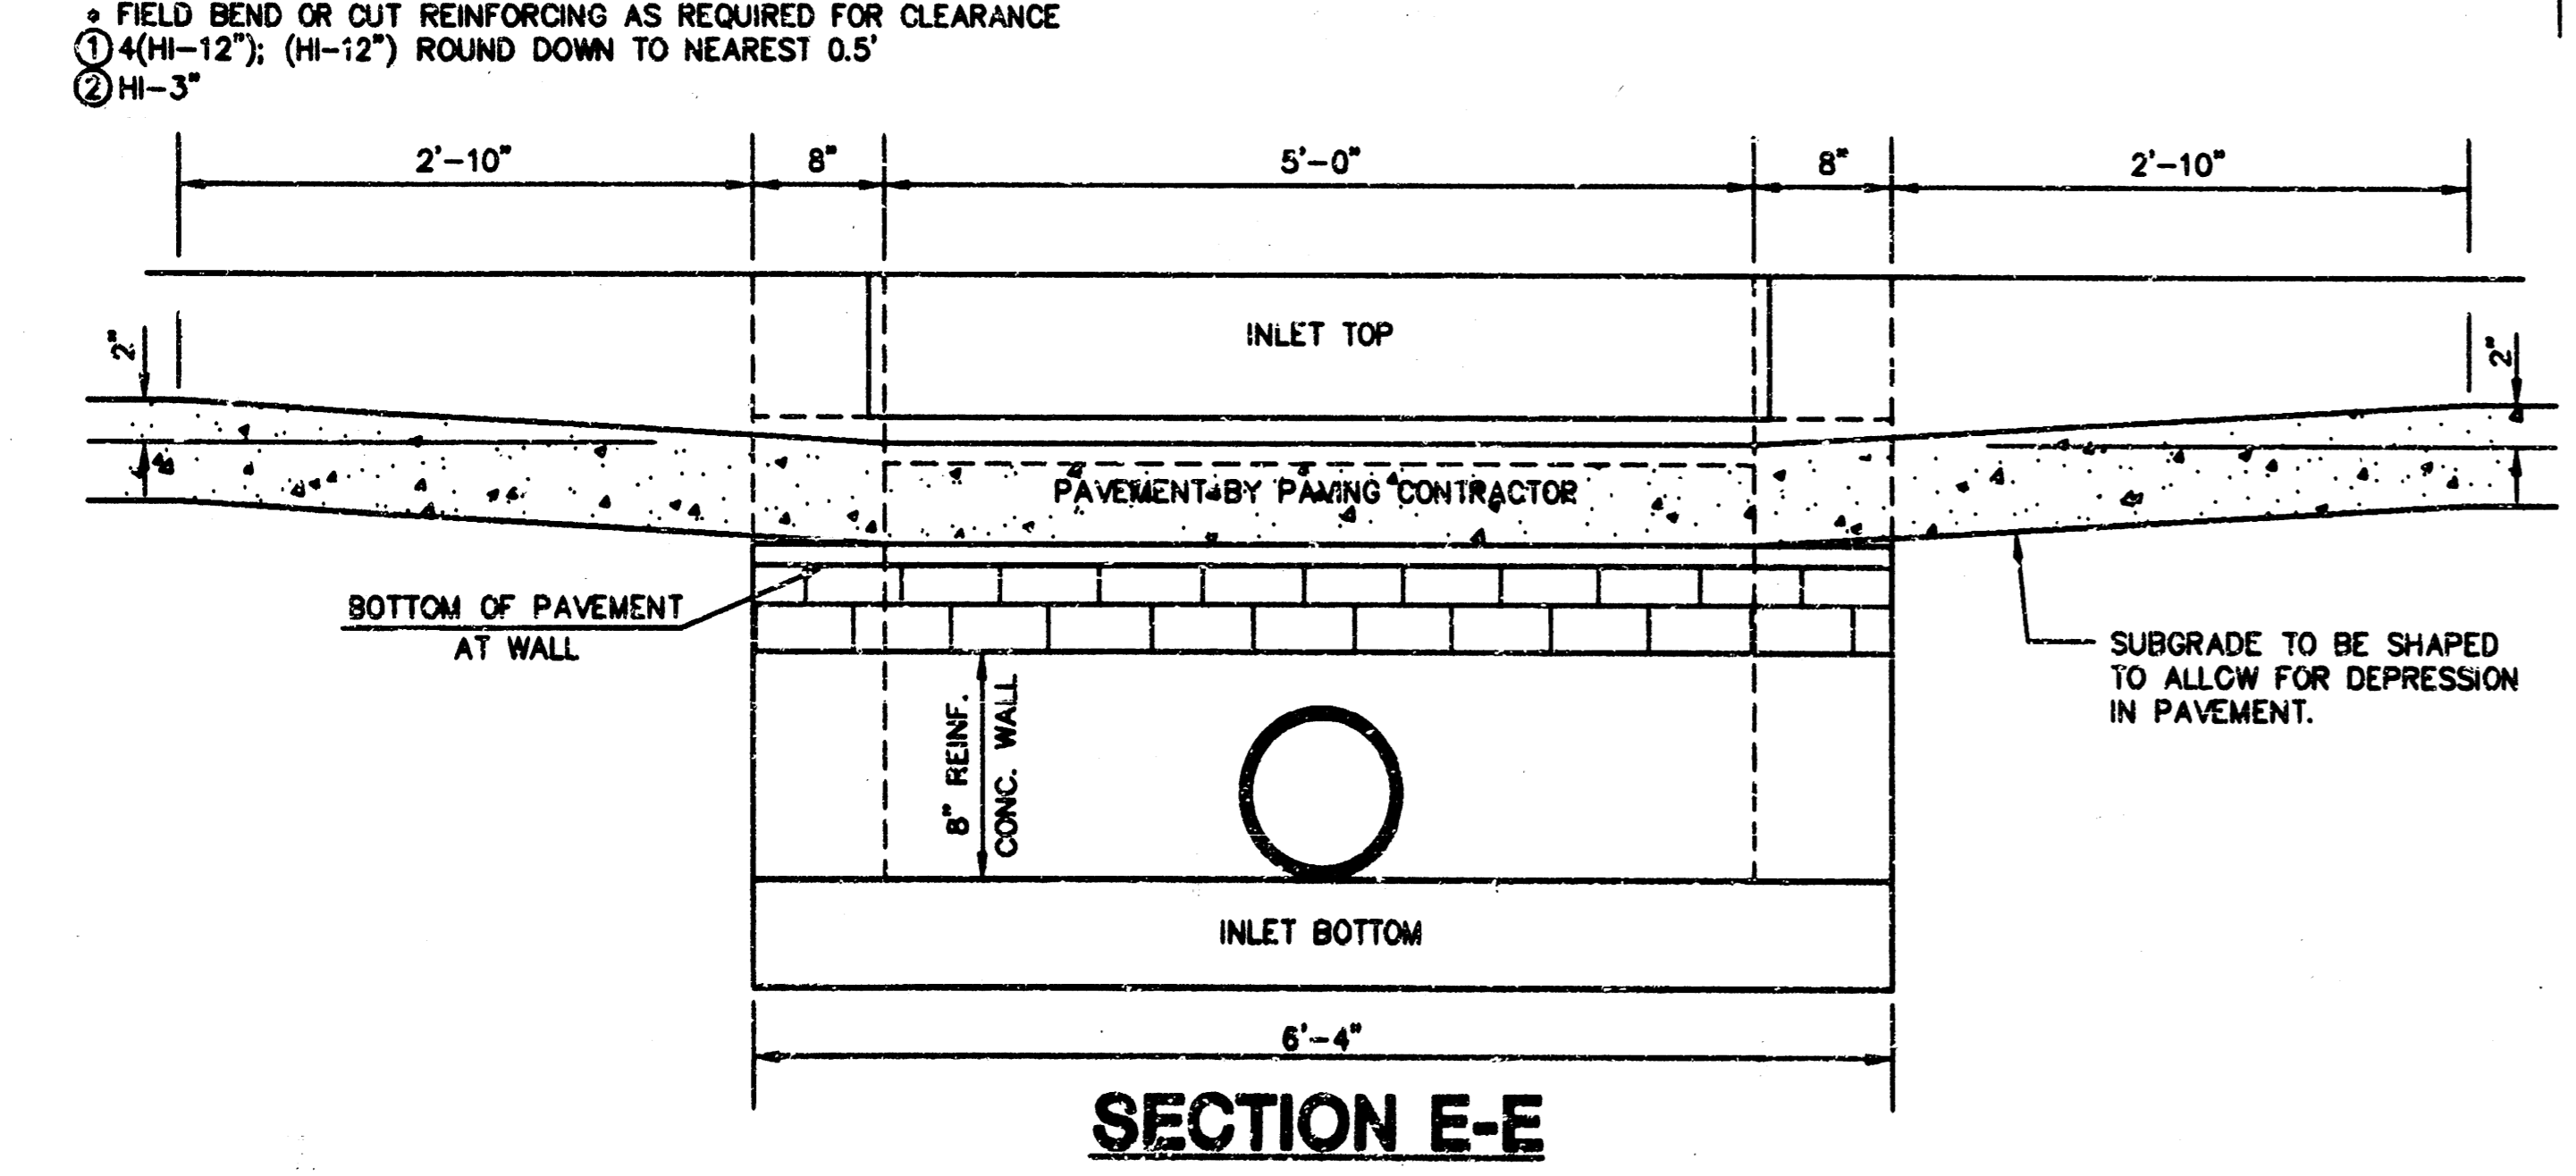 * FIELD BEND OR CUT REINFORCING AS REQUIRED FOR CLEARANCE
① 4(HI-12"); (HI-12") ROUND DOWN TO NEAREST 0.5'
② HI-3"
2'-10" 8" 5'-0" 8" 2'-10"
INLET TOP
2" 2"
PAVEMENT BY PAVING CONTRACTOR
BOTTOM OF PAVEMENT
AT WALL
SUBGRADE TO BE SHAPED
TO ALLOW FOR DEPRESSION
IN PAVEMENT.
8" REINF.
CONC. WALL
INLET BOTTOM
6'-4"
SECTION E-E